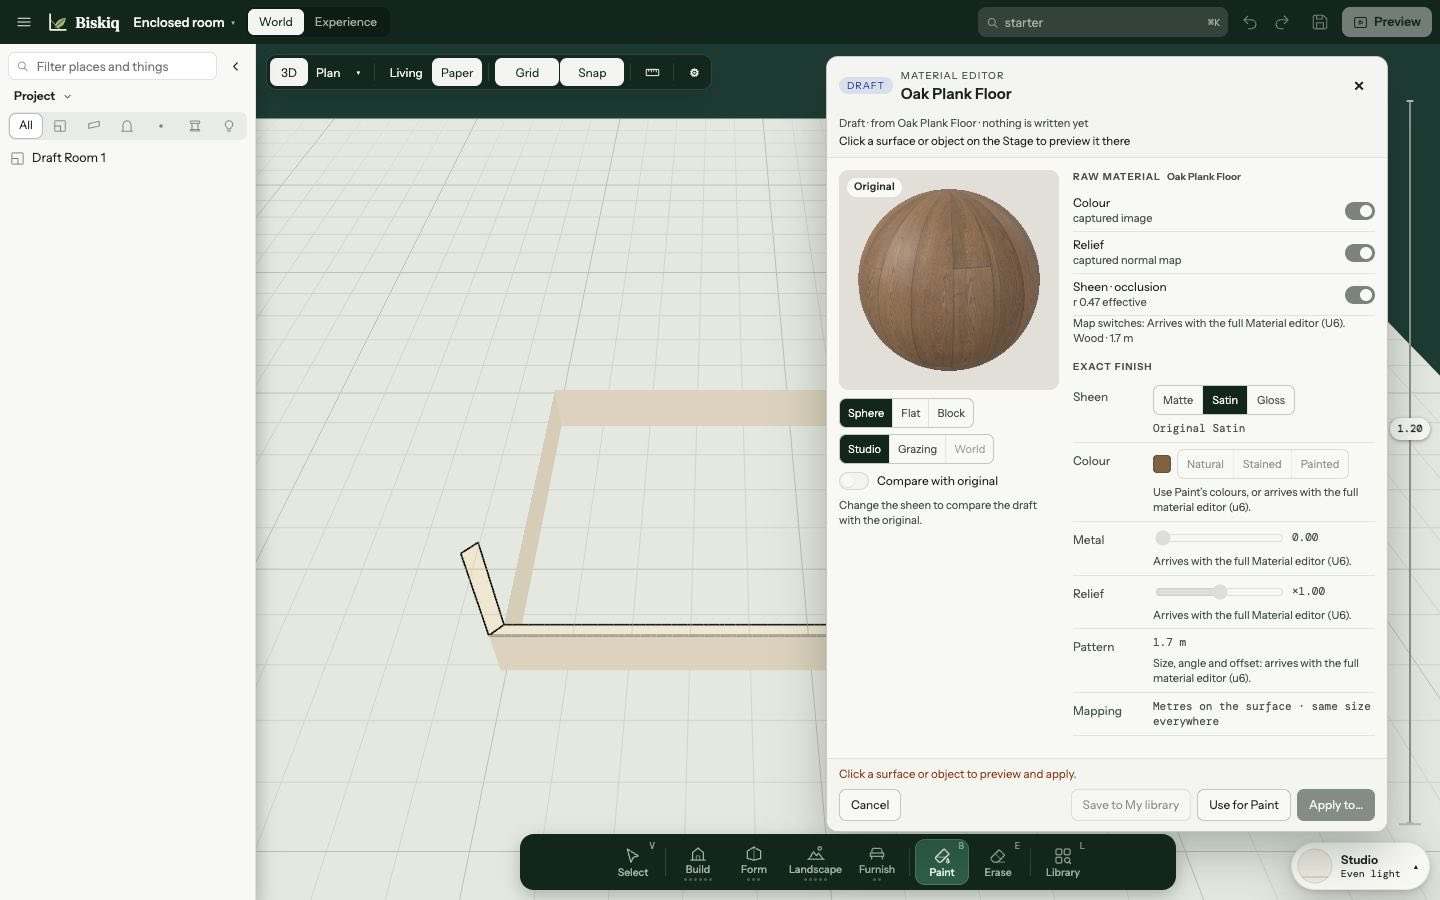 Biskiq
Enclosed room
World
Experience
starter
⌘K
Preview
Filter places and things
Project
All
Draft Room 1
3D
Plan
Living
Paper
Grid
Snap
DRAFT
MATERIAL EDITOR
Oak Plank Floor
Draft · from Oak Plank Floor · nothing is written yet
Click a surface or object on the Stage to preview it there
Original
Sphere
Flat
Block
Studio
Grazing
World
Compare with original
Change the sheen to compare the draft
with the original.
RAW MATERIAL Oak Plank Floor
Colour
captured image
Relief
captured normal map
Sheen · occlusion
r 0.47 effective
Map switches: Arrives with the full Material editor (U6).
Wood · 1.7 m
EXACT FINISH
Sheen
Matte
Satin
Gloss
Original Satin
Colour
Natural
Stained
Painted
Use Paint's colours, or arrives with the full
material editor (u6).
Metal
0.00
Arrives with the full Material editor (U6).
Relief
×1.00
Arrives with the full Material editor (U6).
Pattern
1.7 m
Size, angle and offset: arrives with the full
material editor (u6).
Mapping
Metres on the surface · same size
everywhere
Click a surface or object to preview and apply.
Cancel
Save to My library
Use for Paint
Apply to…
1.20
Select
V
Build
Form
Landscape
Furnish
Paint
B
Erase
E
Library
L
Studio
Even light